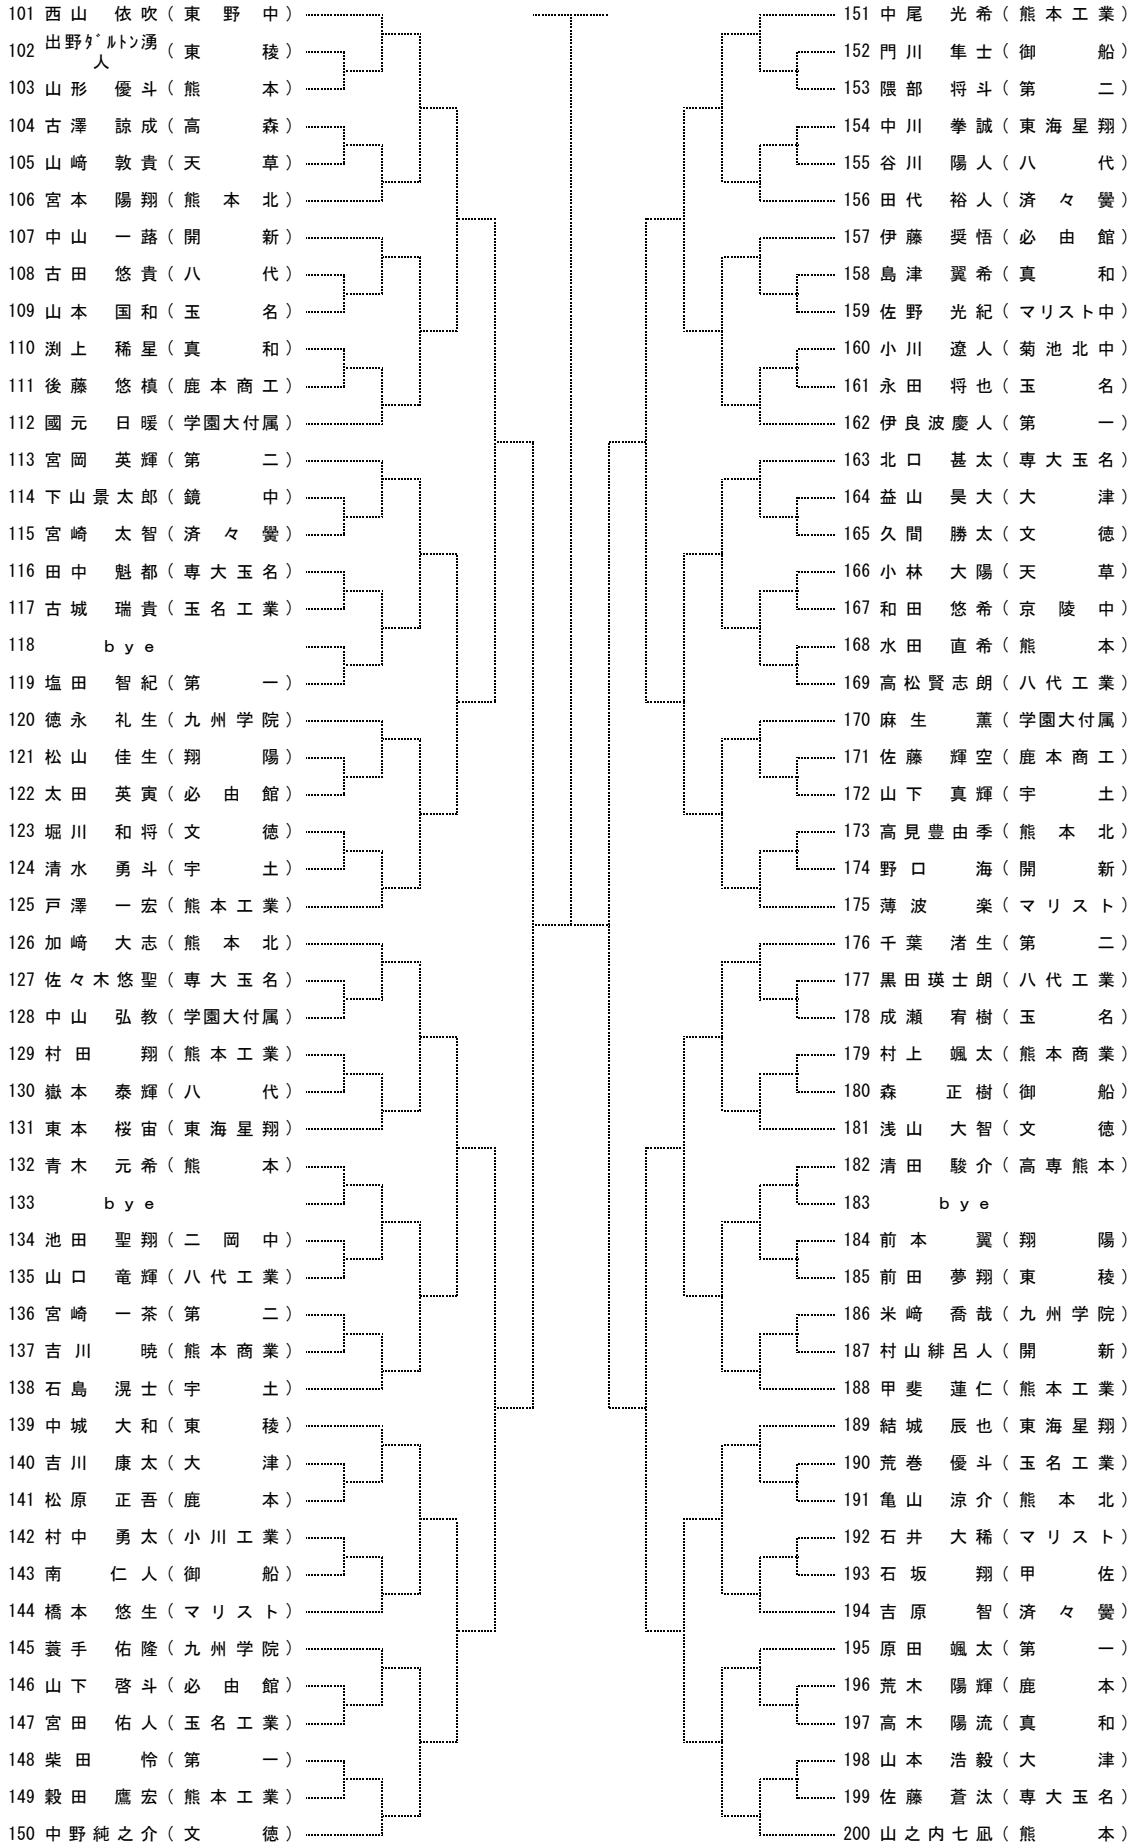 101 西山 依吹 (東野中)
102 出野ダルトン湧人 (東稜)
103 山形 優斗 (熊本)
104 古澤 諒成 (高森)
105 山﨑 敦貴 (天草)
106 宮本 陽翔 (熊本北)
107 中山 一蕗 (開新)
108 古田 悠貴 (八代)
109 山本 国和 (玉名)
110 渕上 稀星 (真和)
111 後藤 悠槙 (鹿本商工)
112 國元 日暖 (学園大付属)
113 宮岡 英輝 (第二)
114 下山景太郎 (鏡中)
115 宮崎 太智 (済々黌)
116 田中 魁都 (専大玉名)
117 古城 瑞貴 (玉名工業)
118 bye
119 塩田 智紀 (第一)
120 徳永 礼生 (九州学院)
121 松山 佳生 (翔陽)
122 太田 英寅 (必由館)
123 堀川 和将 (文徳)
124 清水 勇斗 (宇土)
125 戸澤 一宏 (熊本工業)
126 加﨑 大志 (熊本北)
127 佐々木悠聖 (専大玉名)
128 中山 弘教 (学園大付属)
129 村田 翔 (熊本工業)
130 嶽本 泰輝 (八代)
131 東本 桜宙 (東海星翔)
132 青木 元希 (熊本)
133 bye
134 池田 聖翔 (二岡中)
135 山口 竜輝 (八代工業)
136 宮崎 一茶 (第二)
137 吉川 暁 (熊本商業)
138 石島 滉士 (宇土)
139 中城 大和 (東稜)
140 吉川 康太 (大津)
141 松原 正吾 (鹿本)
142 村中 勇太 (小川工業)
143 南 仁人 (御船)
144 橋本 悠生 (マリスト)
145 蓑手 佑隆 (九州学院)
146 山下 啓斗 (必由館)
147 宮田 佑人 (玉名工業)
148 柴田 怜 (第一)
149 穀田 鷹宏 (熊本工業)
150 中野純之介 (文徳)
151 中尾 光希 (熊本工業)
152 門川 隼士 (御船)
153 隈部 将斗 (第二)
154 中川 拳誠 (東海星翔)
155 谷川 陽人 (八代)
156 田代 裕人 (済々黌)
157 伊藤 奨悟 (必由館)
158 島津 翼希 (真和)
159 佐野 光紀 (マリスト中)
160 小川 遼人 (菊池北中)
161 永田 将也 (玉名)
162 伊良波慶人 (第一)
163 北口 甚太 (専大玉名)
164 益山 昊大 (大津)
165 久間 勝太 (文徳)
166 小林 大陽 (天草)
167 和田 悠希 (京陵中)
168 水田 直希 (熊本)
169 高松賢志朗 (八代工業)
170 麻生 薫 (学園大付属)
171 佐藤 輝空 (鹿本商工)
172 山下 真輝 (宇土)
173 高見豊由季 (熊本北)
174 野口 海 (開新)
175 薄波 楽 (マリスト)
176 千葉 渚生 (第二)
177 黒田瑛士朗 (八代工業)
178 成瀬 宥樹 (玉名)
179 村上 颯太 (熊本商業)
180 森 正樹 (御船)
181 浅山 大智 (文徳)
182 清田 駿介 (高専熊本)
183 bye
184 前本 翼 (翔陽)
185 前田 夢翔 (東稜)
186 米﨑 喬哉 (九州学院)
187 村山緋呂人 (開新)
188 甲斐 蓮仁 (熊本工業)
189 結城 辰也 (東海星翔)
190 荒巻 優斗 (玉名工業)
191 亀山 涼介 (熊本北)
192 石井 大稀 (マリスト)
193 石坂 翔 (甲佐)
194 吉原 智 (済々黌)
195 原田 颯太 (第一)
196 荒木 陽輝 (鹿本)
197 高木 陽流 (真和)
198 山本 浩毅 (大津)
199 佐藤 蒼汰 (専大玉名)
200 山之内七凪 (熊本)